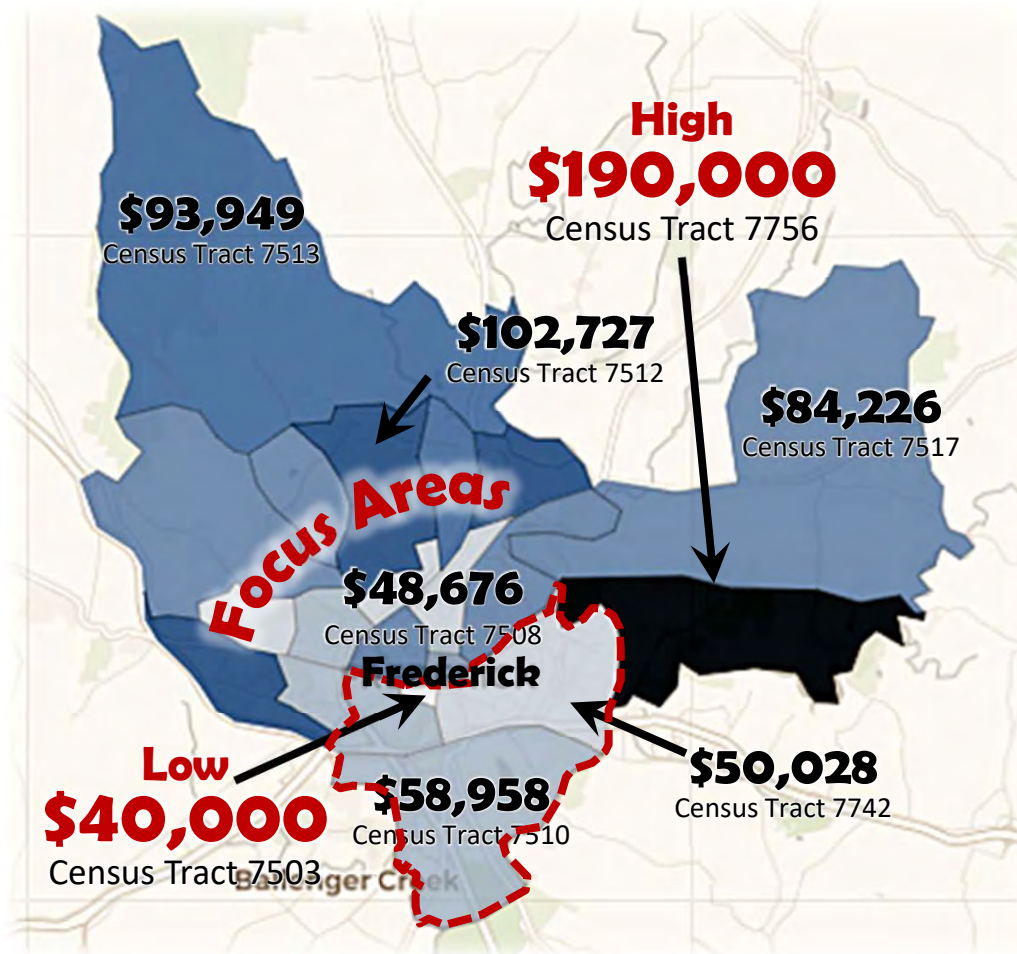 High
$190,000
Census Tract 7756
$93,949
Census Tract 7513
$102,727
Census Tract 7512
$84,226
Census Tract 7517
Focus Areas
$48,676
Census Tract 7508
Frederick
Low
$40,000
Census Tract 7503
$58,958
Census Tract 7510
$50,028
Census Tract 7742
Ballenger Creek